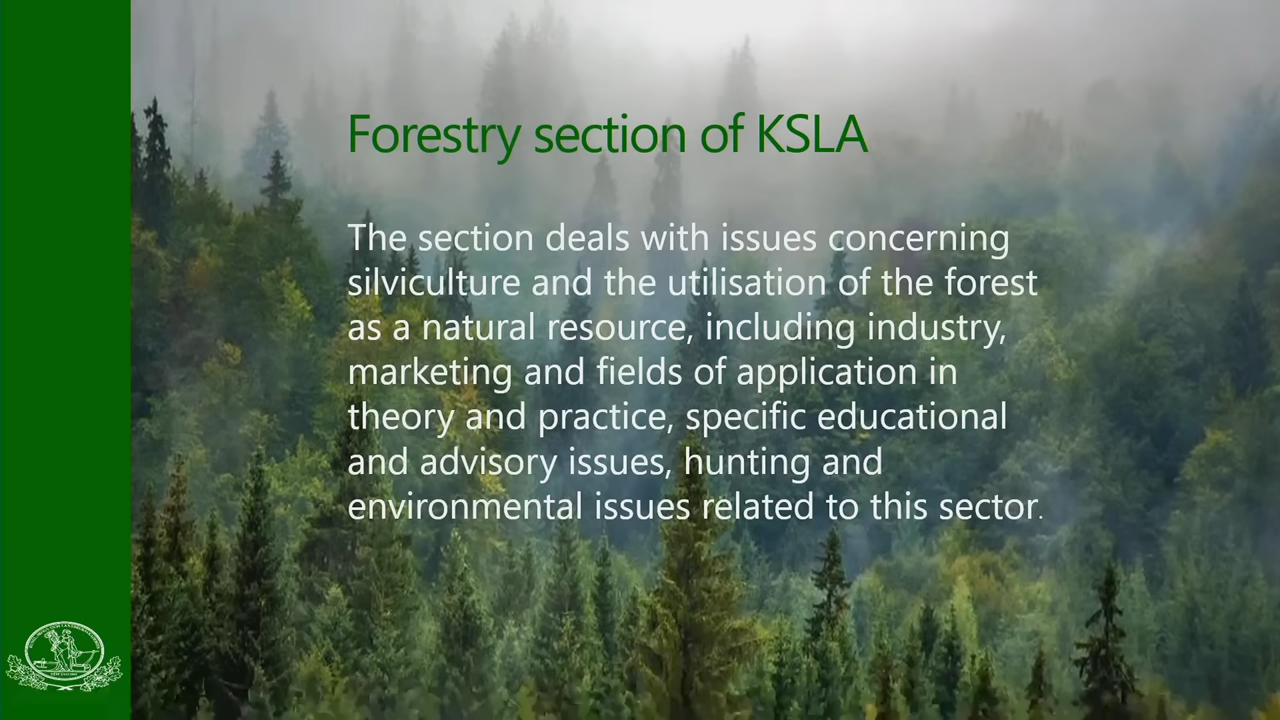 Forestry section of KSLA
The section deals with issues concerning
silviculture and the utilisation of the forest
as a natural resource, including industry,
marketing and fields of application in
theory and practice, specific educational
and advisory issues, hunting and
environmental issues related to this sector.